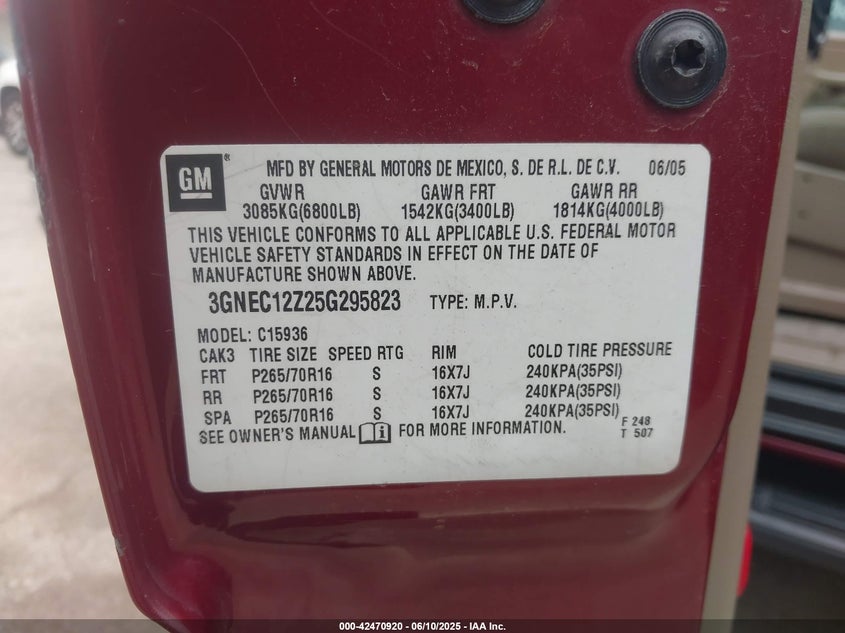 GM ® MFD BY GENERAL MOTORS DE MEXICO, S. DE R.L. DE C.V. 06/05
GVWR GAWR FRT GAWR RR
3085KG(6800LB) 1542KG(3400LB) 1814KG(4000LB)
THIS VEHICLE CONFORMS TO ALL APPLICABLE U.S. FEDERAL MOTOR
VEHICLE SAFETY STANDARDS IN EFFECT ON THE DATE OF
MANUFACTURE SHOWN ABOVE.
3GNEC12Z25G295823 TYPE: M.P.V.
MODEL: C15936
CAK3 TIRE SIZE SPEED RTG RIM COLD TIRE PRESSURE
FRT P265/70R16 S 16X7J 240KPA(35PSI)
RR P265/70R16 S 16X7J 240KPA(35PSI)
SPA P265/70R16 S 16X7J 240KPA(35PSI)
SEE OWNER'S MANUAL i FOR MORE INFORMATION.
F 248
T 507
000-42470920 - 06/10/2025 - IAA Inc.